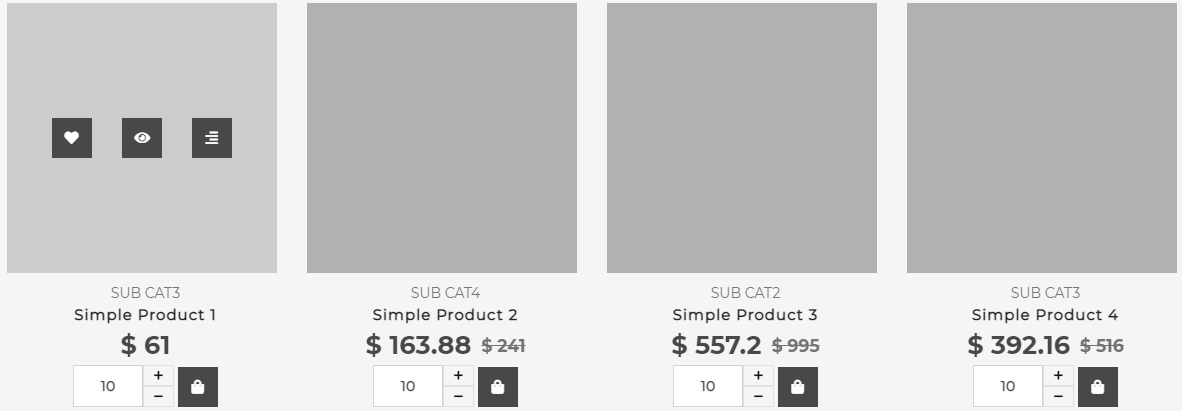 SUB CAT3
Simple Product 1
$ 61
10 + −
SUB CAT4
Simple Product 2
$ 163.88 $ 241
10 + −
SUB CAT2
Simple Product 3
$ 557.2 $ 995
10 + −
SUB CAT3
Simple Product 4
$ 392.16 $ 516
10 + −